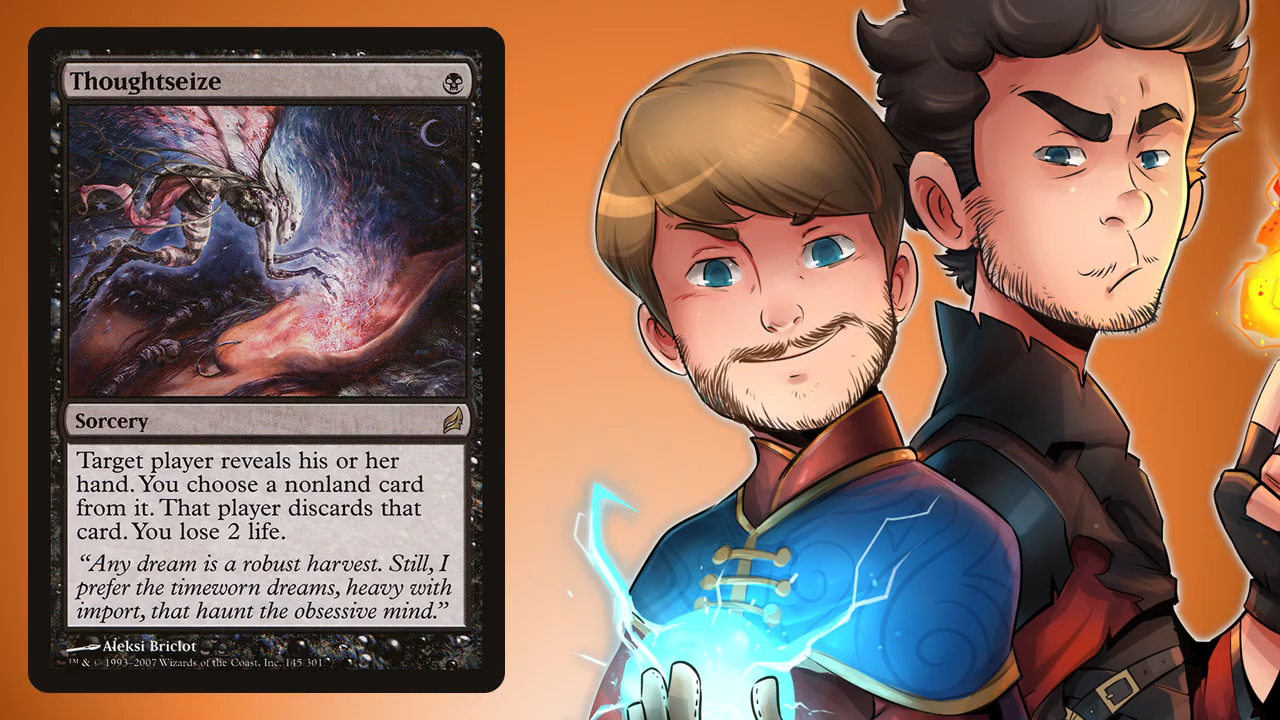 Thoughtseize
Sorcery
Target player reveals his or her
hand. You choose a nonland card
from it. That player discards that
card. You lose 2 life.
“Any dream is a robust harvest. Still, I
prefer the timeworn dreams, heavy with
import, that haunt the obsessive mind.”
Aleksi Briclot
™ & © 1993–2007 Wizards of the Coast, Inc. 145/301